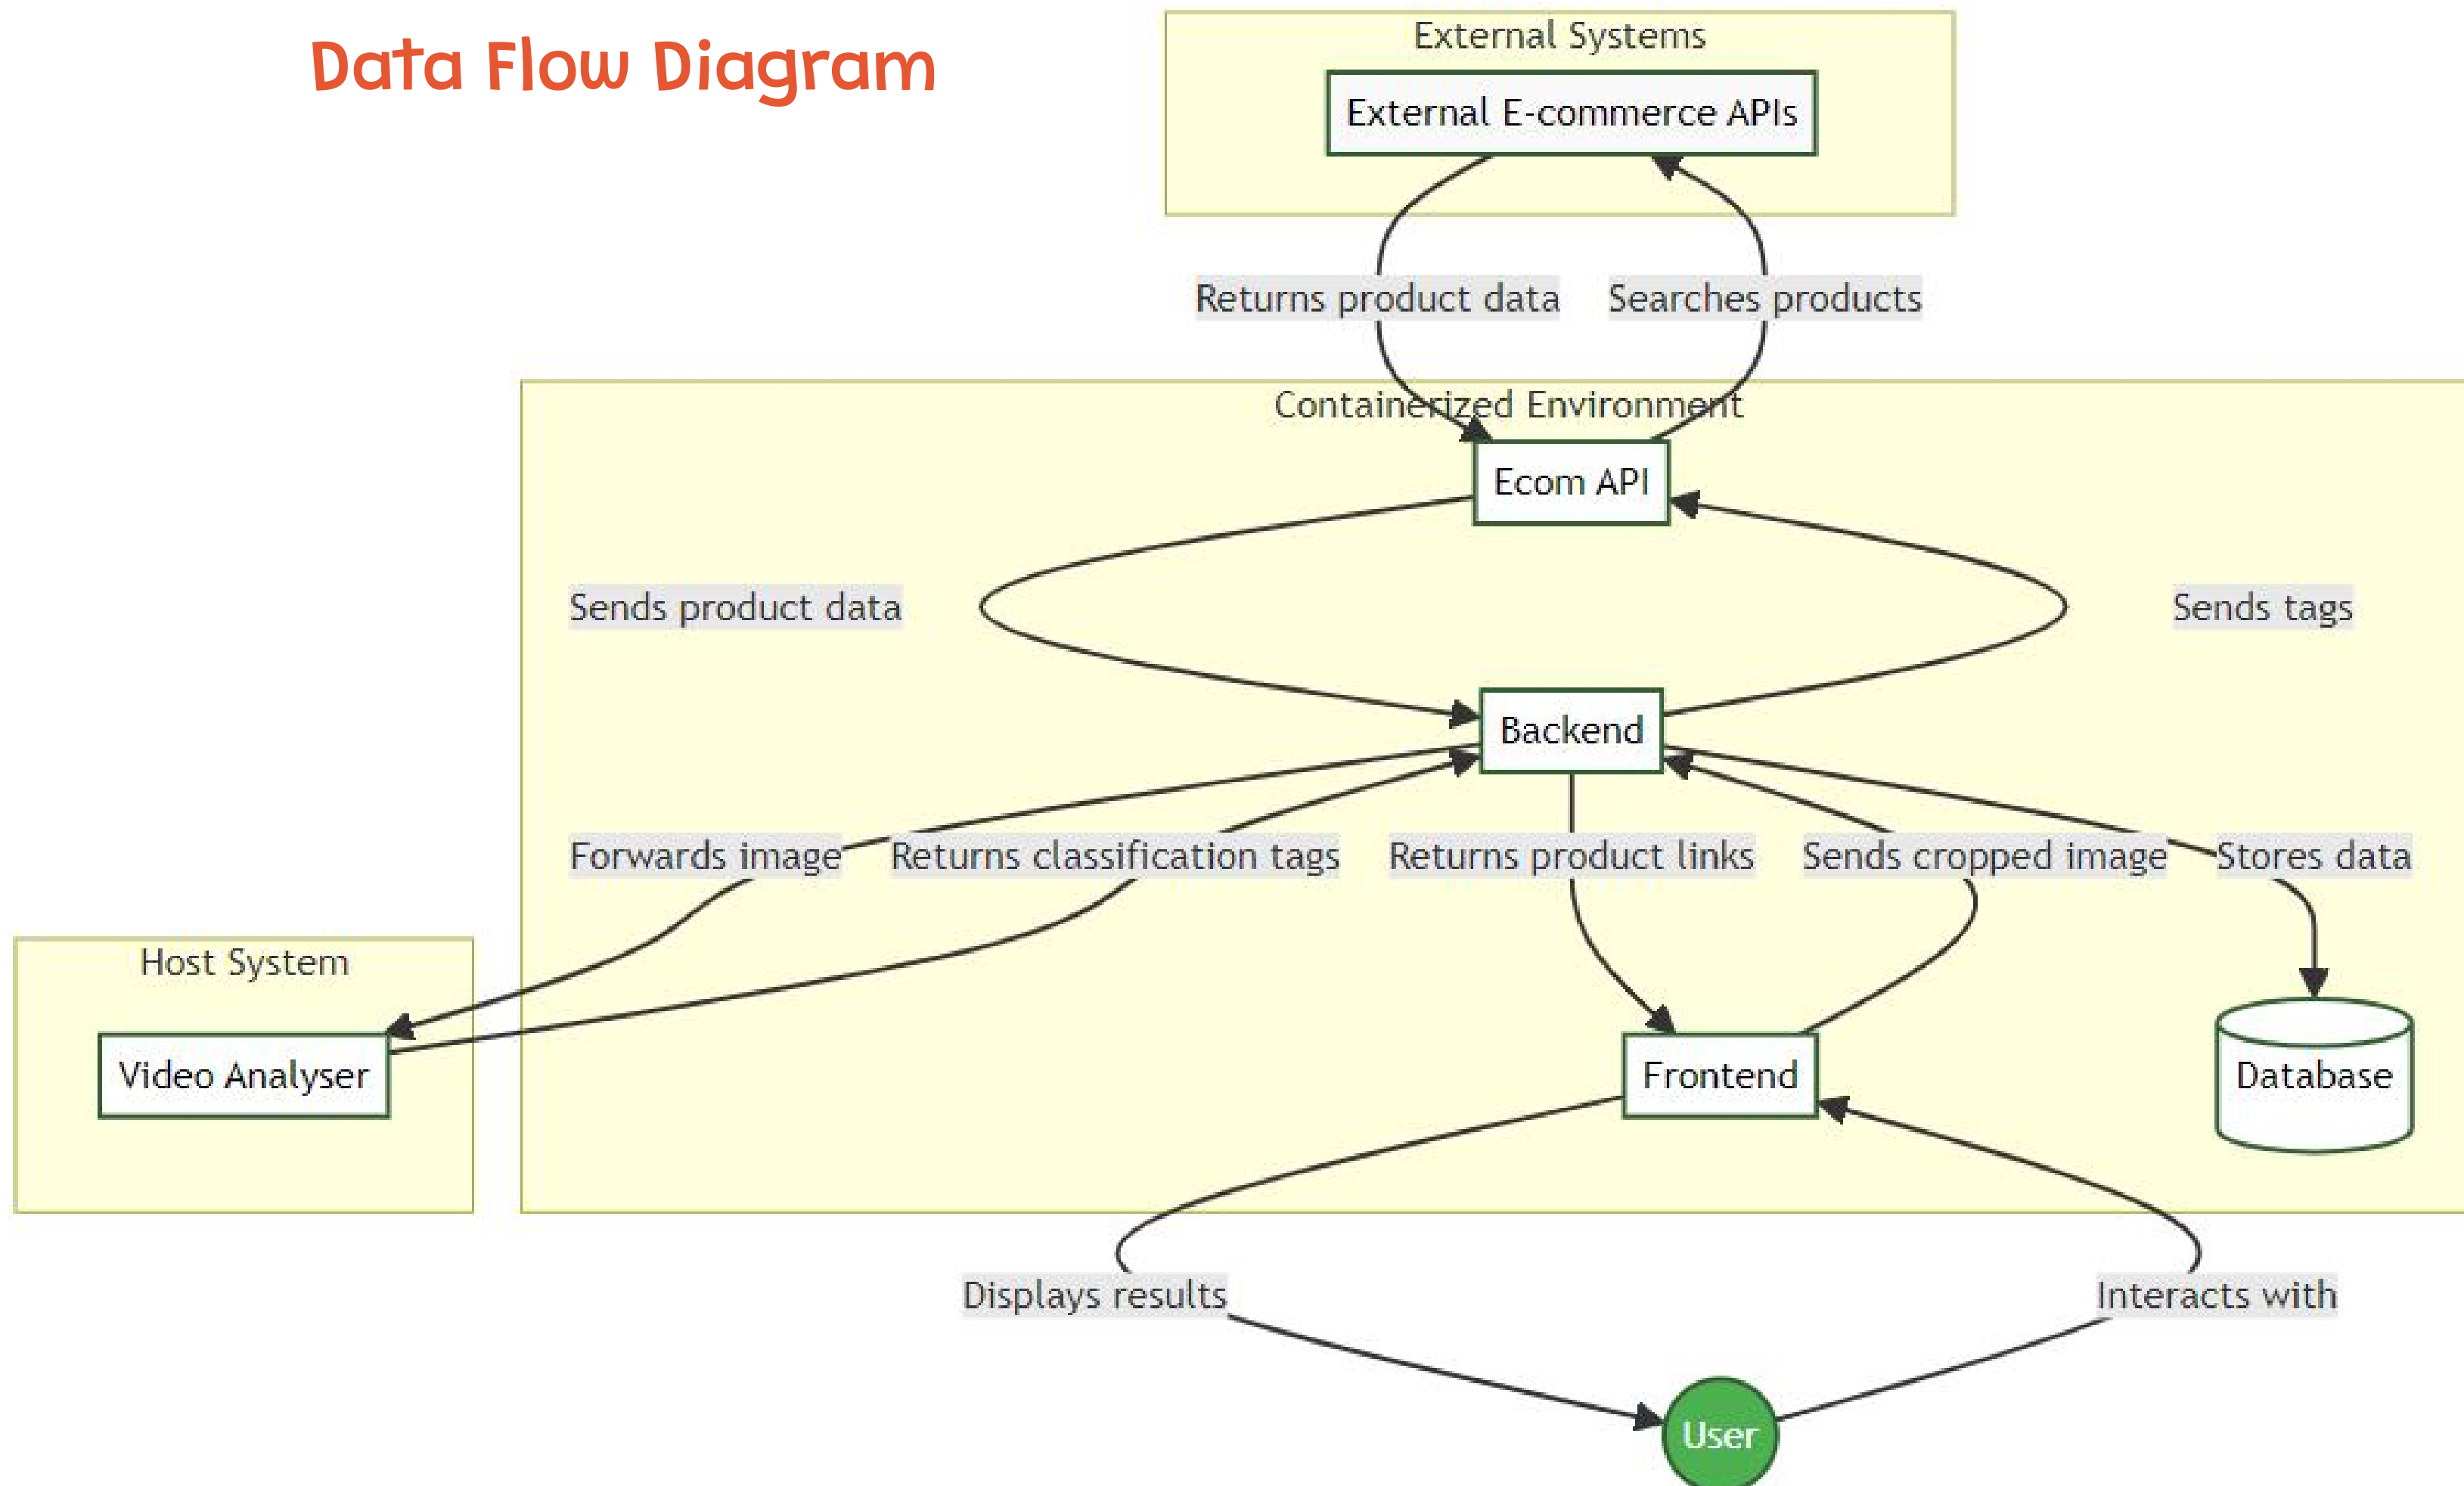 Data Flow Diagram
External Systems
External E-commerce APIs
Returns product data
Searches products
Containerized Environment
Ecom API
Sends product data
Sends tags
Backend
Forwards image
Returns classification tags
Returns product links
Sends cropped image
Stores data
Host System
Video Analyser
Frontend
Database
Displays results
Interacts with
User